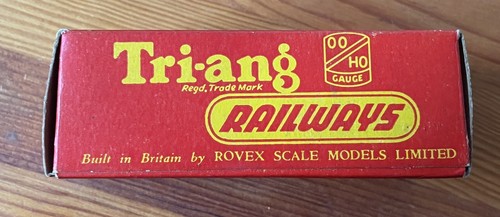 Tri-ang
Regd. Trade Mark
OO/HO
GAUGE
RAILWAYS
Built in Britain by ROVEX SCALE MODELS LIMITED